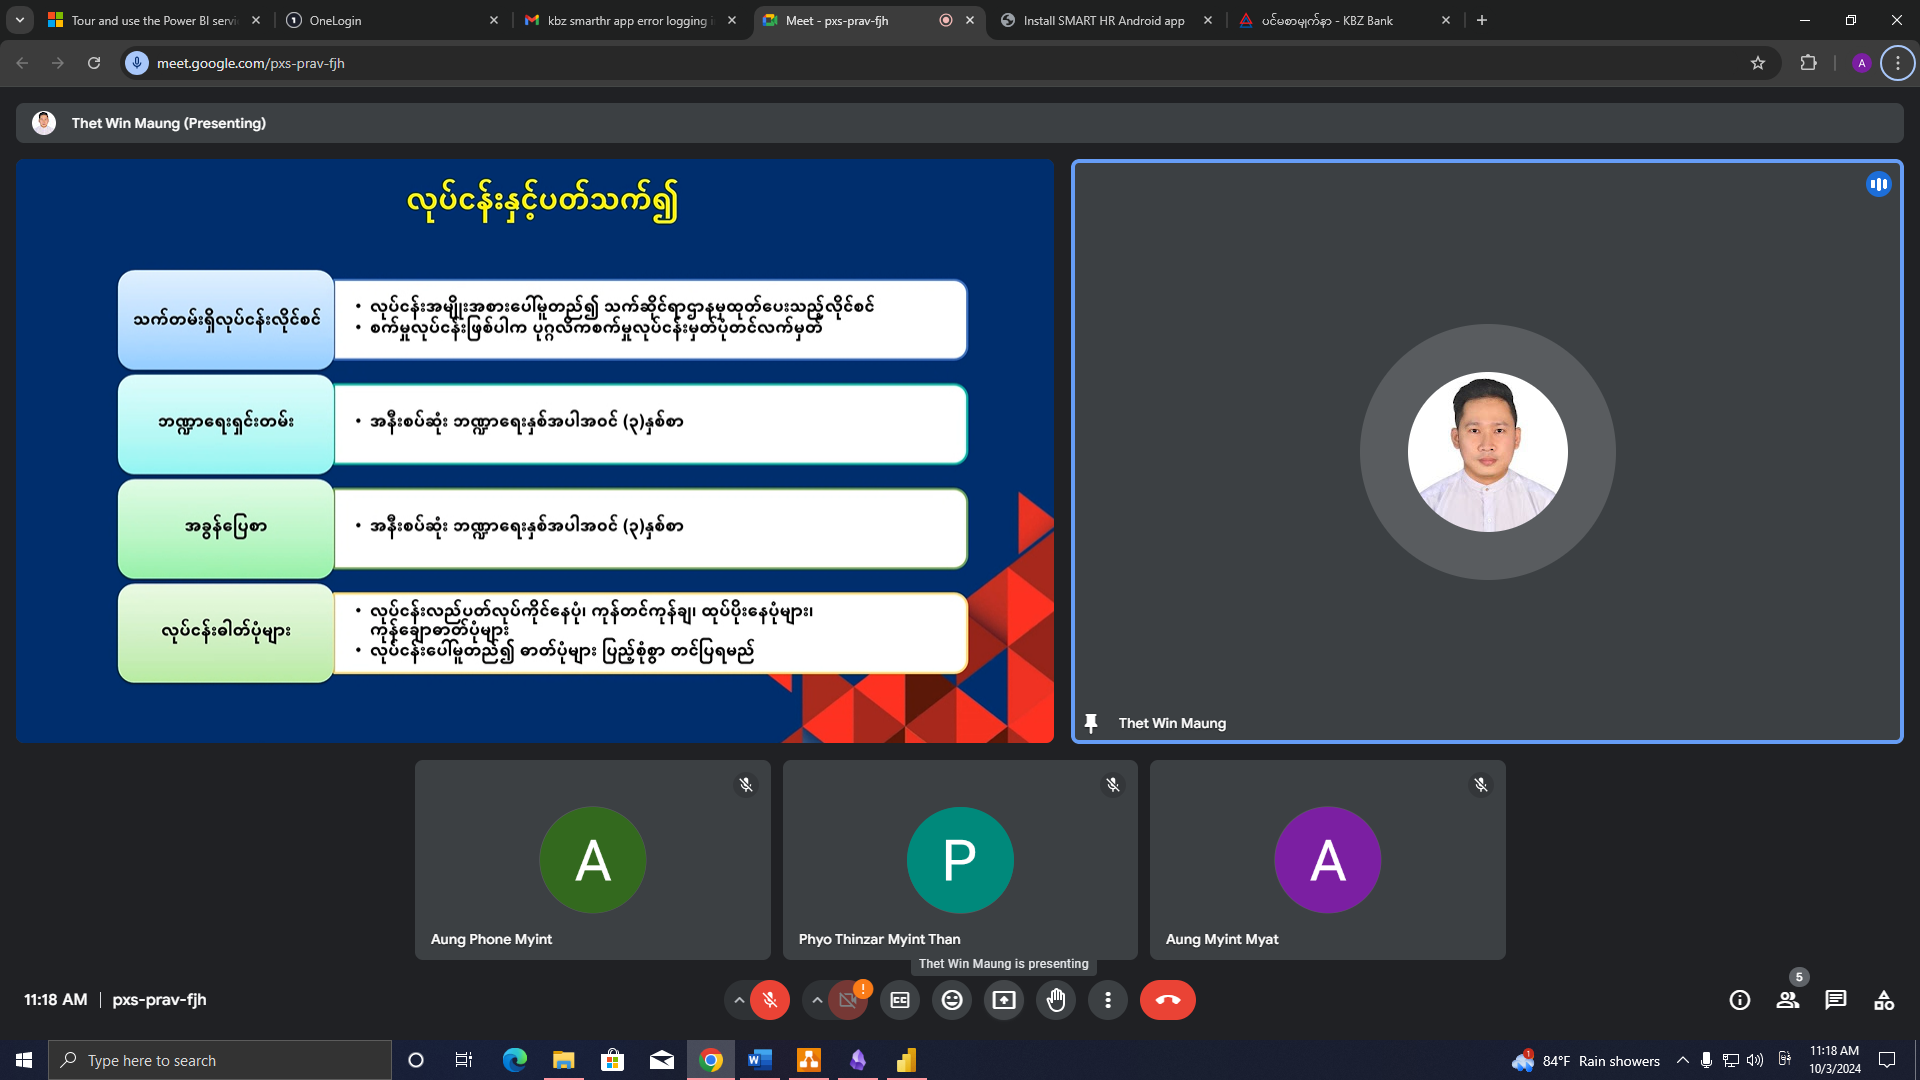 Tour and use the Power BI servi
OneLogin
kbz smarthr app error logging i
Meet - pxs-prav-fjh
Install SMART HR Android app
ပင်မစာမျက်နှာ - KBZ Bank
meet.google.com/pxs-prav-fjh
A
Thet Win Maung (Presenting)
လုပ်ငန်းနှင့်ပတ်သက်၍
သက်တမ်းရှိလုပ်ငန်းလိုင်စင်
• လုပ်ငန်းအမျိုးအစားပေါ်မူတည်၍ သက်ဆိုင်ရာဌာနမှထုတ်ပေးသည့်လိုင်စင်
• စက်မှုလုပ်ငန်းဖြစ်ပါက ပုဂ္ဂလိကစက်မှုလုပ်ငန်းမှတ်ပုံတင်လက်မှတ်
ဘဏ္ဍာရေးရှင်းတမ်း
• အနီးစပ်ဆုံး ဘဏ္ဍာရေးနှစ်အပါအဝင် (၃)နှစ်စာ
အခွန်ပြေစာ
• အနီးစပ်ဆုံး ဘဏ္ဍာရေးနှစ်အပါအဝင် (၃)နှစ်စာ
လုပ်ငန်းဓါတ်ပုံများ
• လုပ်ငန်းလည်ပတ်လုပ်ကိုင်နေပုံ၊ ကုန်တင်ကုန်ချ၊ ထုပ်ပိုးနေပုံများ၊
ကုန်ချောဓာတ်ပုံများ
• လုပ်ငန်းပေါ်မူတည်၍ ဓာတ်ပုံများ ပြည့်စုံစွာ တင်ပြရမည်
Thet Win Maung
A
P
A
Aung Phone Myint
Phyo Thinzar Myint Than
Aung Myint Myat
Thet Win Maung is presenting
11:18 AM | pxs-prav-fjh
5
Type here to search
84°F Rain showers
11:18 AM
10/3/2024